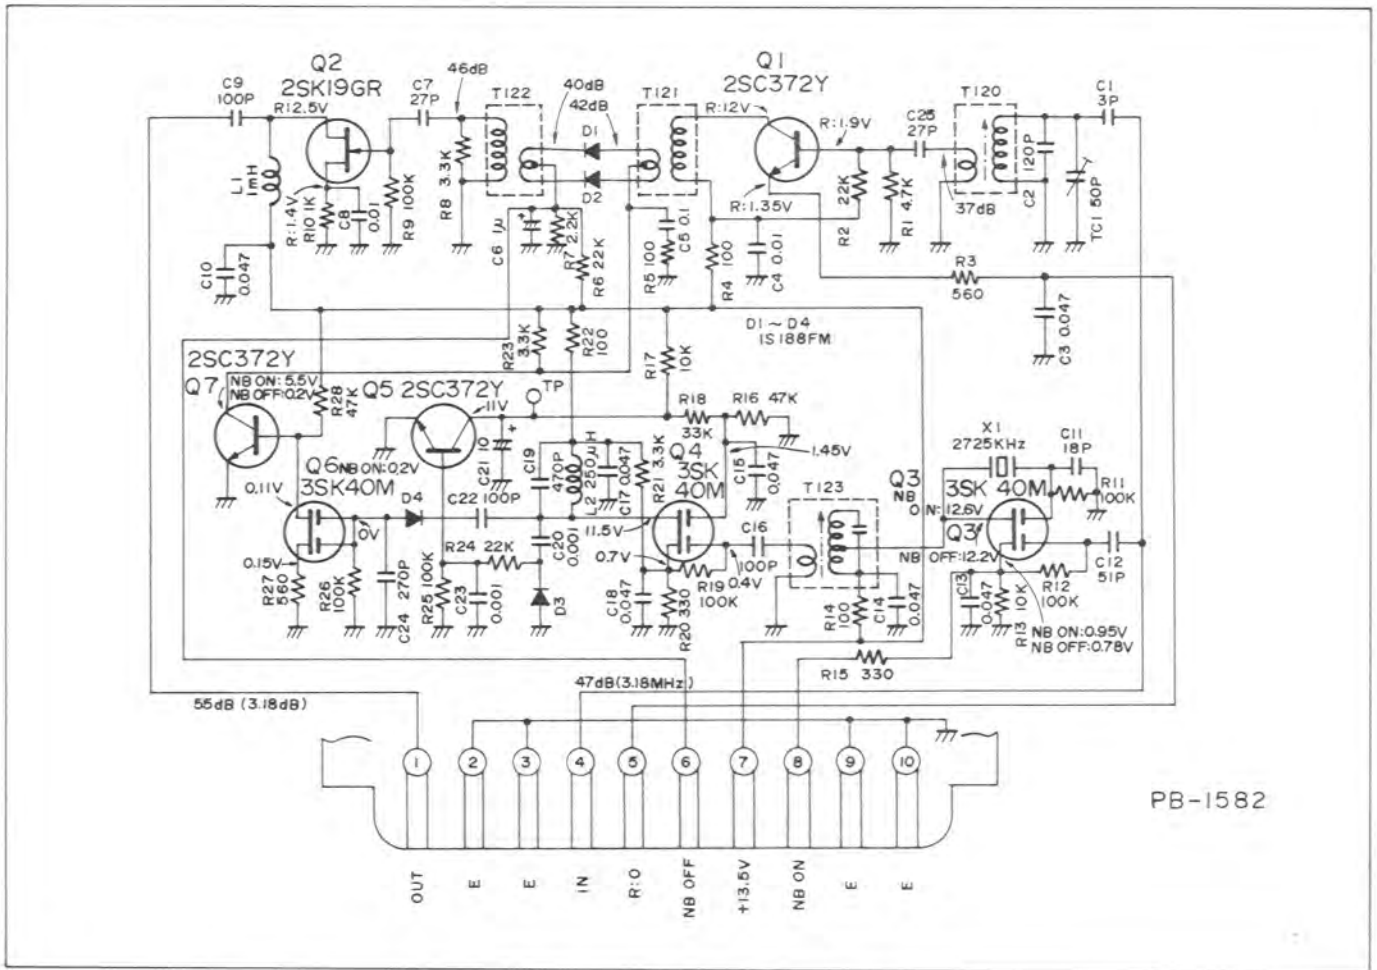 Q2
2SK19GR
R12.5V
C9
100P
C7
27P
46dB
T122
40dB
42dB
T121
R:12V
Q1
2SC372Y
R:1.9V
C25
27P
T120
C1
3P
L1
1mH
R:1.4V
R10 1K
C8
0.01
R9 100K
R8 3.3K
D1
D2
R:1.35V
22K
R2
R1 4.7K
37dB
120P
C2
TC1 50P
C10
0.047
C6 1μ
R7 2.2K
R6 22K
C5 0.1
R5 100
R4 100
C4 0.01
R3
560
C3 0.047
D1 ~ D4
1S188FM
2SC372Y
Q7
NB ON: 5.5V
NB OFF: 0.2V
R28
47K
Q5 2SC372Y
11V
TP
R23
3.3K
R22
100
R17
10K
R18
33K
R16 47K
1.45V
Q6
NB ON: 0.2V
3SK40M
0.11V
0V
0.15V
D4
C22 100P
C21 10
C19
470P
L2 250μH
C17 0.047
R21 3.3K
Q4
3SK
40M
C15
0.047
11.5V
0.7V
0.4V
C16
100P
T123
Q3
NB
ON: 12.6V
X1
2725KHz
C11
18P
R11
100K
3SK 40M
Q3
NB OFF:12.2V
C12
51P
R27
560
R26
100K
C24 270P
R25 100K
R24 22K
C23
0.001
C20
0.001
D3
C18
0.047
R20 330
R19
100K
R14
100
C14
0.047
C13
0.047
R13 10K
R12
100K
NB ON:0.95V
NB OFF:0.78V
R15 330
55dB (3.18dB)
47dB(3.18MHz)
1 2 3 4 5 6 7 8 9 10
OUT
E
E
IN
R:0
NB OFF
+13.5V
NB ON
E
E
PB-1582